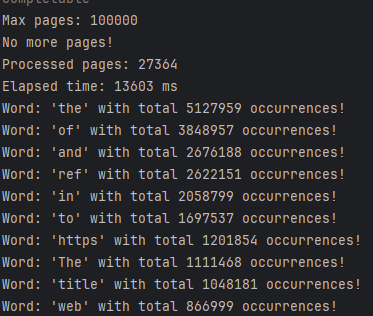 Completable
Max pages: 100000
No more pages!
Processed pages: 27364
Elapsed time: 13603 ms
Word: 'the' with total 5127959 occurrences!
Word: 'of' with total 3848957 occurrences!
Word: 'and' with total 2676188 occurrences!
Word: 'ref' with total 2622151 occurrences!
Word: 'in' with total 2058799 occurrences!
Word: 'to' with total 1697537 occurrences!
Word: 'https' with total 1201854 occurrences!
Word: 'The' with total 1111468 occurrences!
Word: 'title' with total 1048181 occurrences!
Word: 'web' with total 866999 occurrences!